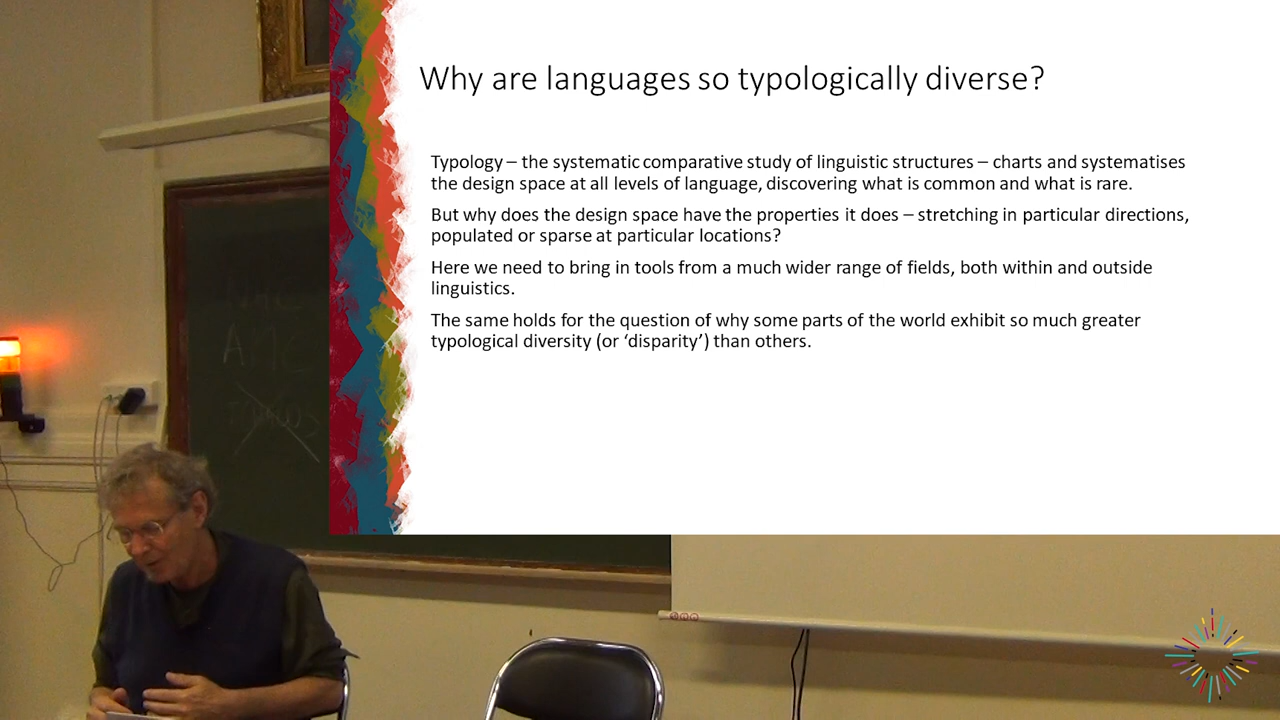 Why are languages so typologically diverse?
Typology – the systematic comparative study of linguistic structures – charts and systematises
the design space at all levels of language, discovering what is common and what is rare.
But why does the design space have the properties it does – stretching in particular directions,
populated or sparse at particular locations?
Here we need to bring in tools from a much wider range of fields, both within and outside
linguistics.
The same holds for the question of why some parts of the world exhibit so much greater
typological diversity (or ‘disparity’) than others.